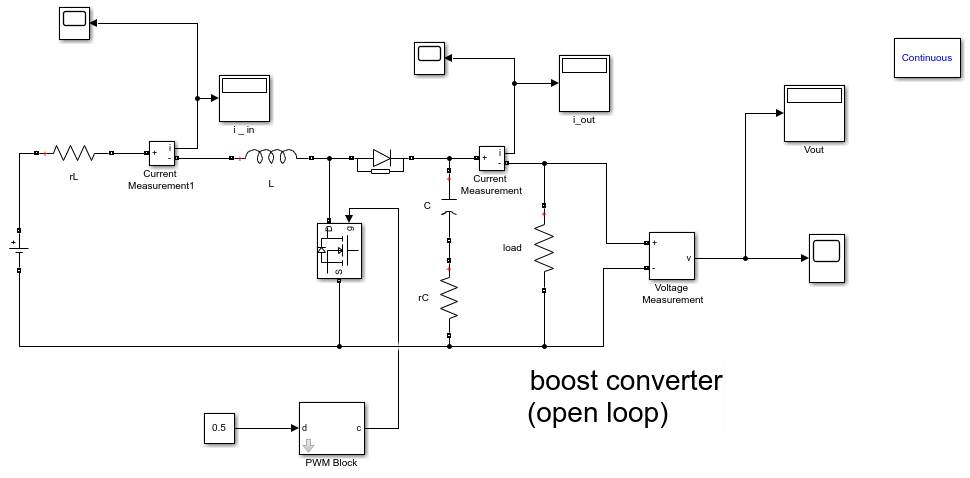 Continuous
i _ in
i_out
Vout
+
i
-
rL
Current
Measurement1
L
+
i
-
Current
Measurement
C
+
D
g
S
load
+
-
v
Voltage
Measurement
rC
boost converter
(open loop)
0.5
d
c
PWM Block